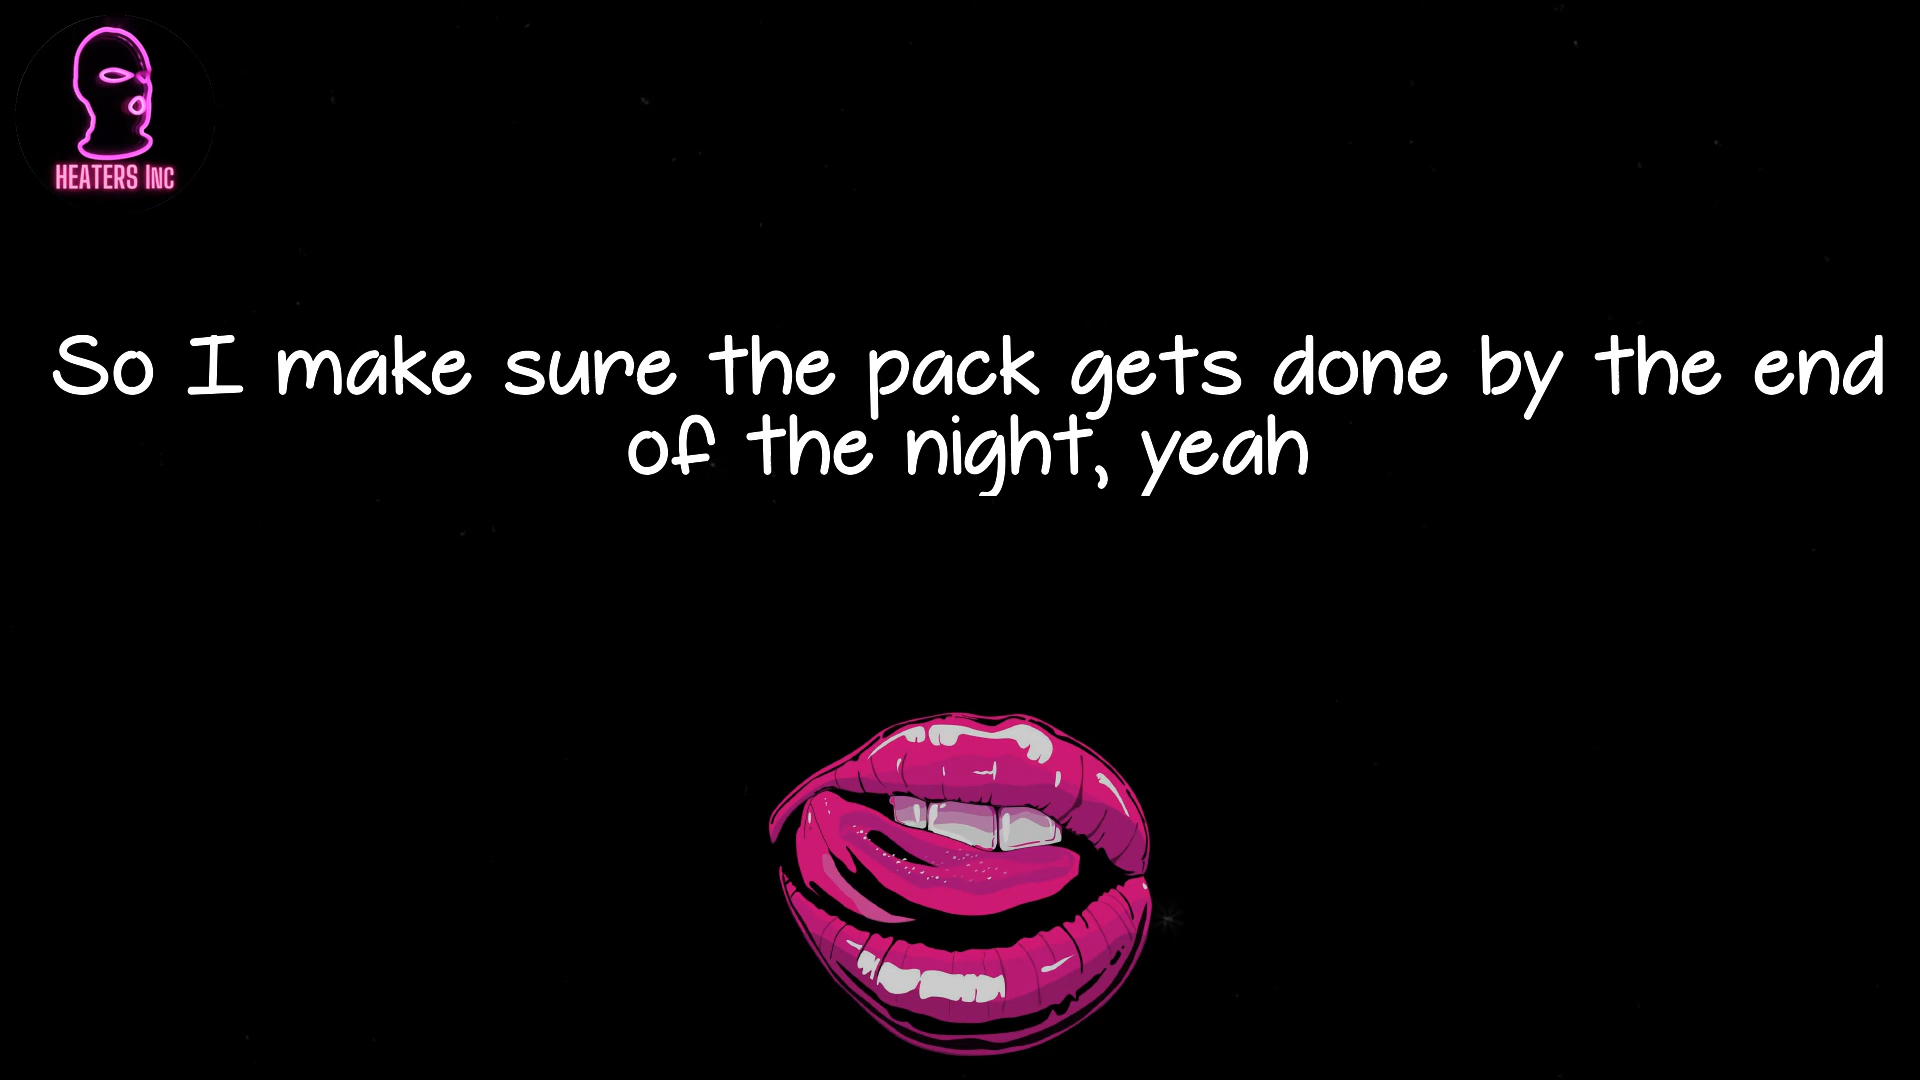 HEATERS INC
So I make sure the pack gets done by the end
of the night, yeah